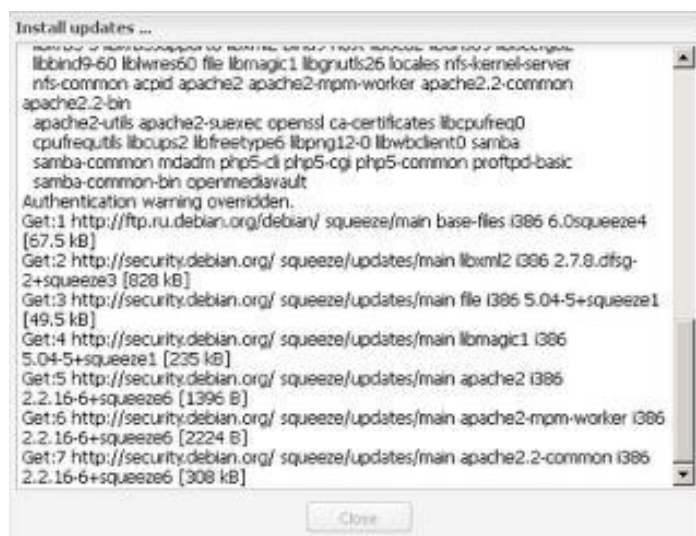 Install updates ...
libbind9-60 liblwres60 file libmagic1 libgnutls26 locales nfs-kernel-server
nfs-common acpid apache2 apache2-mpm-worker apache2.2-common
apache2.2-bin
apache2-utils apache2-suexec openssl ca-certificates libcpufreq0
cpufrequtils libcups2 libfreetype6 libpng12-0 libwbclient0 samba
samba-common mdadm php5-cli php5-cgi php5-common proftpd-basic
samba-common-bin openmediavault
Authentication warning overridden.
Get:1 http://ftp.ru.debian.org/debian/ squeeze/main base-files i386 6.0squeeze4
[67.5 kB]
Get:2 http://security.debian.org/ squeeze/updates/main libxml2 i386 2.7.8.dfsg-
2+squeeze3 [828 kB]
Get:3 http://security.debian.org/ squeeze/updates/main file i386 5.04-5+squeeze1
[49.5 kB]
Get:4 http://security.debian.org/ squeeze/updates/main libmagic1 i386
5.04-5+squeeze1 [235 kB]
Get:5 http://security.debian.org/ squeeze/updates/main apache2 i386
2.2.16-6+squeeze6 [1396 B]
Get:6 http://security.debian.org/ squeeze/updates/main apache2-mpm-worker i386
2.2.16-6+squeeze6 [2224 B]
Get:7 http://security.debian.org/ squeeze/updates/main apache2.2-common i386
2.2.16-6+squeeze6 [308 kB]
Close